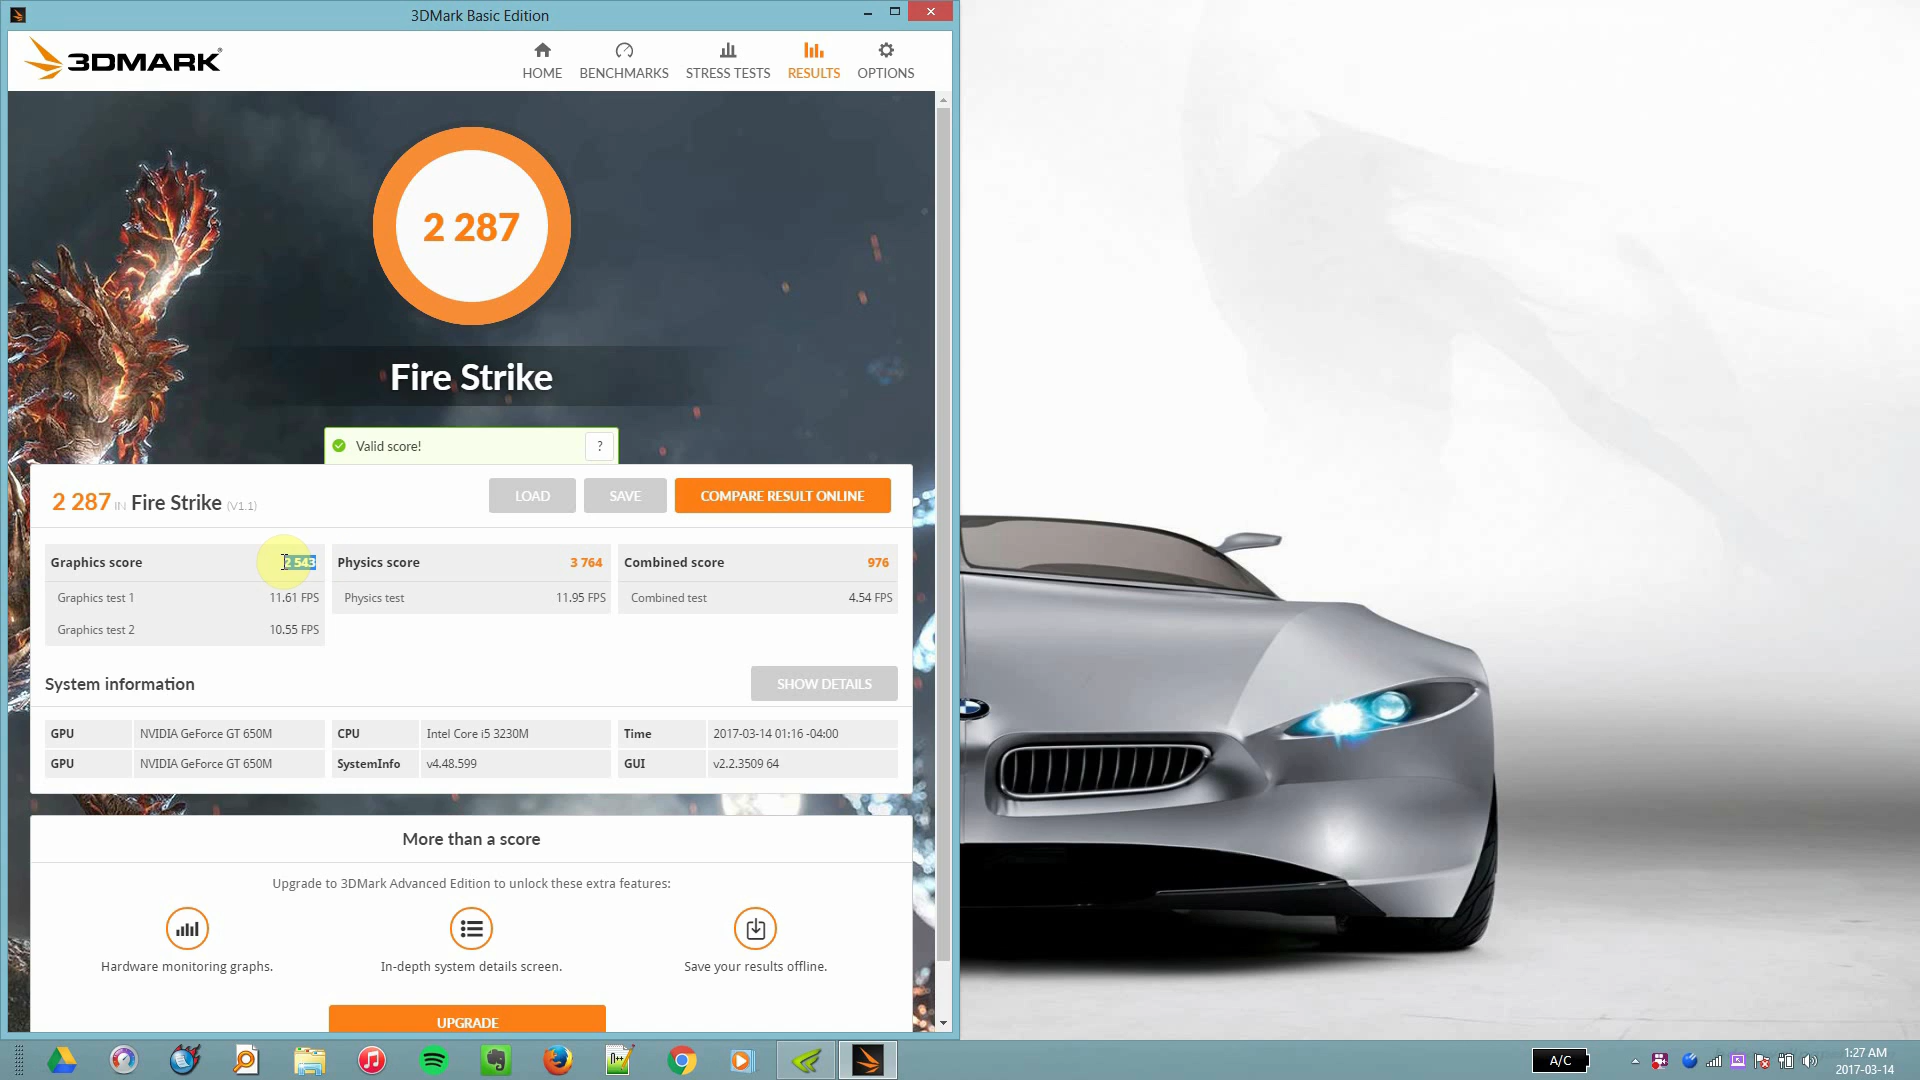 3DMark Basic Edition
3DMARK
HOME
BENCHMARKS
STRESS TESTS
RESULTS
OPTIONS
2 287
Fire Strike
Valid score!
?
2 287 IN Fire Strike (V1.1)
LOAD
SAVE
COMPARE RESULT ONLINE
Graphics score 2 543
Physics score 3 764
Combined score 976
Graphics test 1 11.61 FPS
Physics test 11.95 FPS
Combined test 4.54 FPS
Graphics test 2 10.55 FPS
System information
SHOW DETAILS
GPU NVIDIA GeForce GT 650M
CPU Intel Core i5 3230M
Time 2017-03-14 01:16 -04:00
GPU NVIDIA GeForce GT 650M
SystemInfo v4.48.599
GUI v2.2.3509 64
More than a score
Upgrade to 3DMark Advanced Edition to unlock these extra features:
Hardware monitoring graphs.
In-depth system details screen.
Save your results offline.
UPGRADE
A/C
1:27 AM
2017-03-14